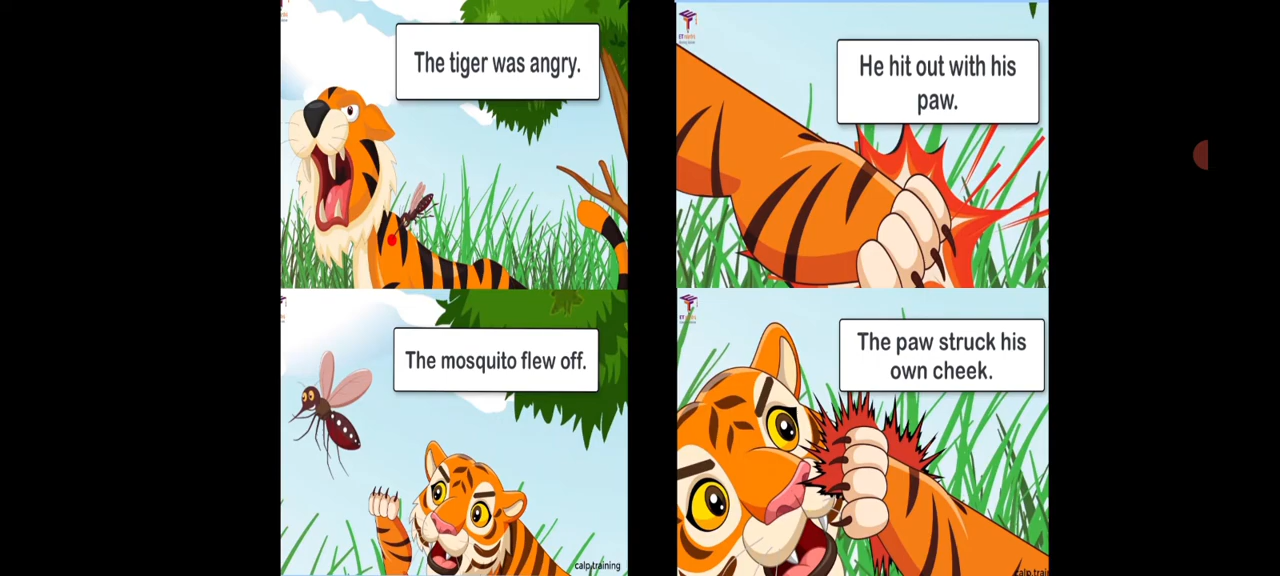 The tiger was angry.
He hit out with his
paw.
The mosquito flew off.
The paw struck his
own cheek.
calp.training